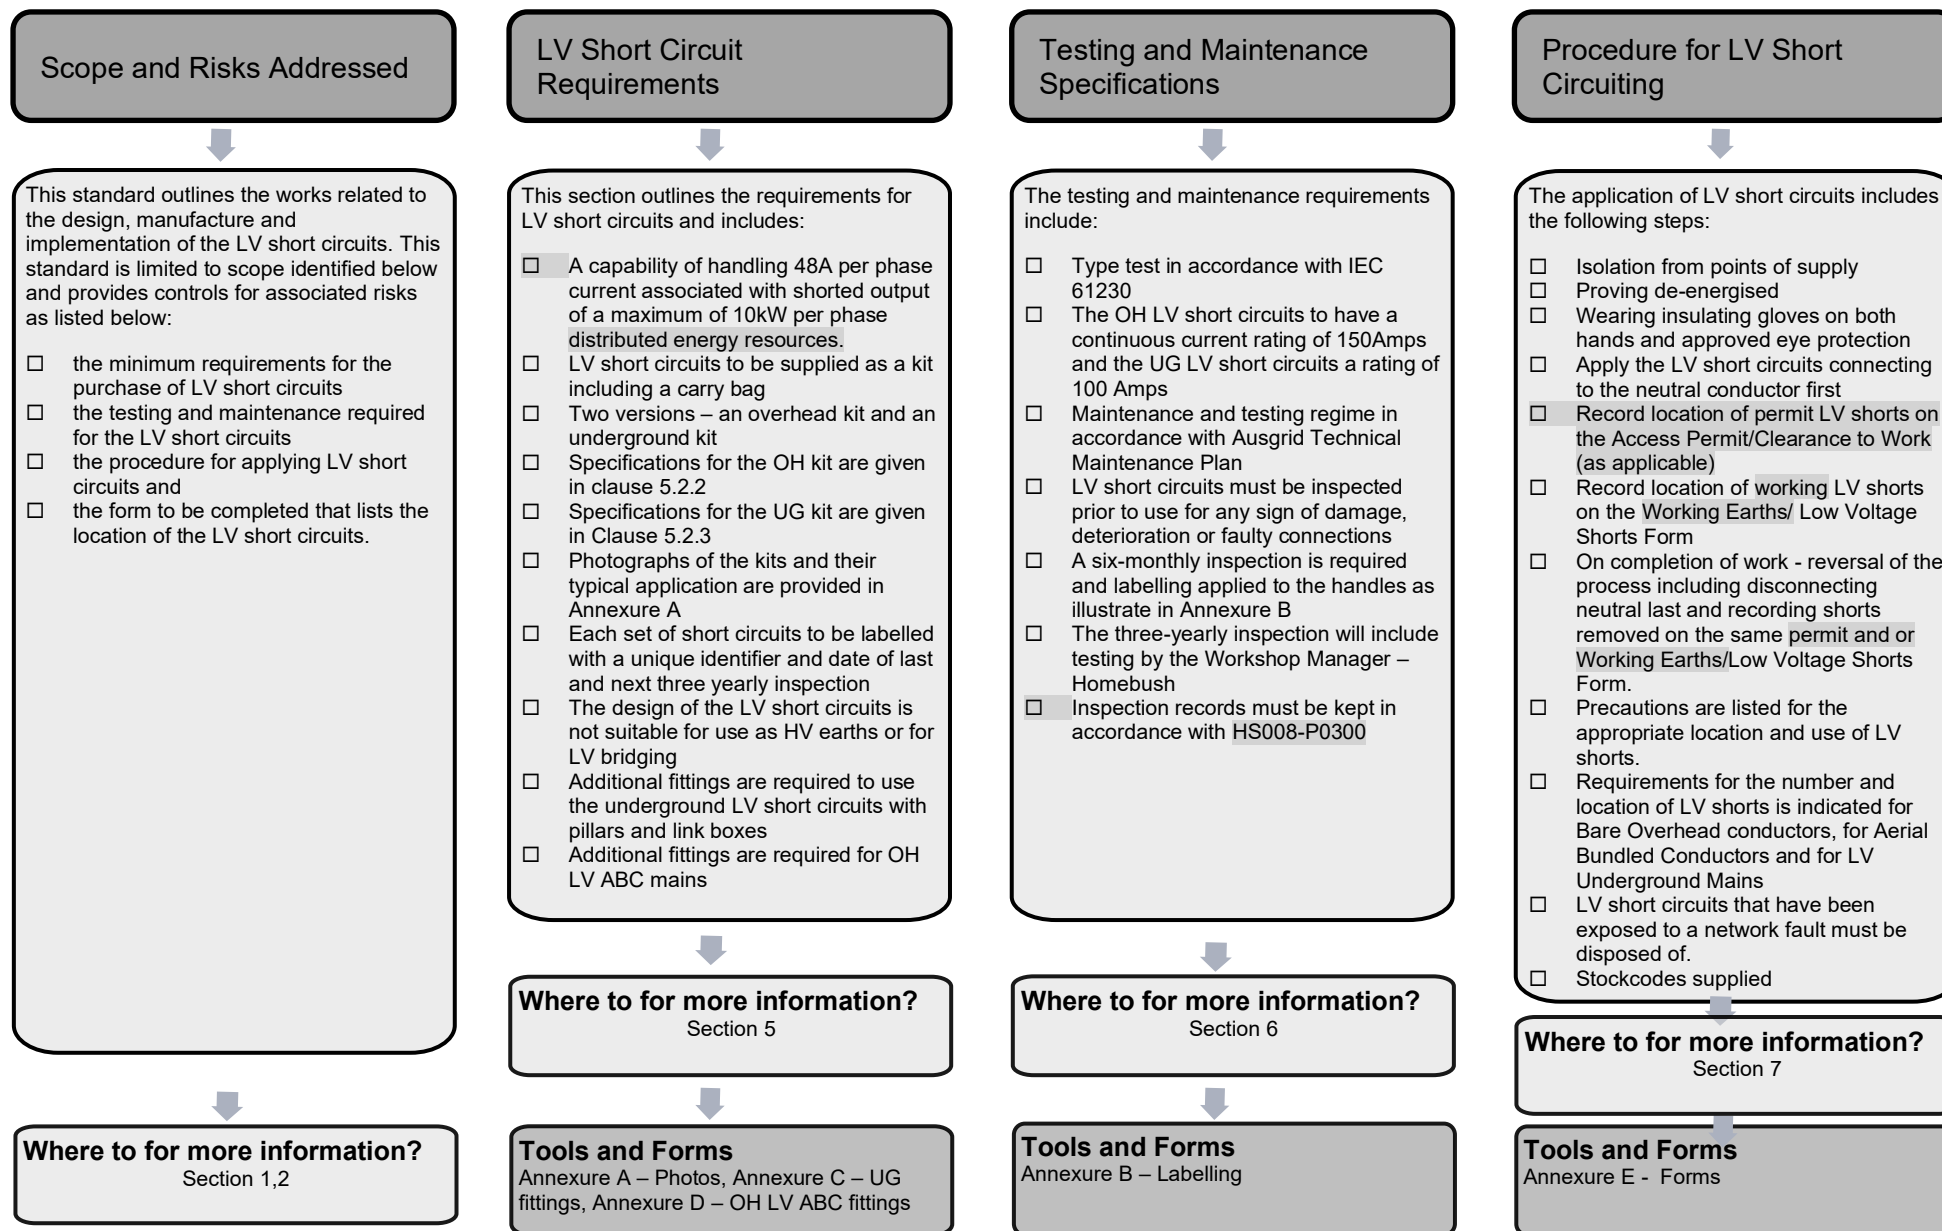 Scope and Risks Addressed
This standard outlines the works related to
the design, manufacture and
implementation of the LV short circuits. This
standard is limited to scope identified below
and provides controls for associated risks
as listed below:
☐ the minimum requirements for the
purchase of LV short circuits
☐ the testing and maintenance required
for the LV short circuits
☐ the procedure for applying LV short
circuits and
☐ the form to be completed that lists the
location of the LV short circuits.
Where to for more information?
Section 1,2
LV Short Circuit
Requirements
This section outlines the requirements for
LV short circuits and includes:
☐ A capability of handling 48A per phase
current associated with shorted output
of a maximum of 10kW per phase
distributed energy resources.
☐ LV short circuits to be supplied as a kit
including a carry bag
☐ Two versions – an overhead kit and an
underground kit
☐ Specifications for the OH kit are given
in clause 5.2.2
☐ Specifications for the UG kit are given
in Clause 5.2.3
☐ Photographs of the kits and their
typical application are provided in
Annexure A
☐ Each set of short circuits to be labelled
with a unique identifier and date of last
and next three yearly inspection
☐ The design of the LV short circuits is
not suitable for use as HV earths or for
LV bridging
☐ Additional fittings are required to use
the underground LV short circuits with
pillars and link boxes
☐ Additional fittings are required for OH
LV ABC mains
Where to for more information?
Section 5
Tools and Forms
Annexure A – Photos, Annexure C – UG
fittings, Annexure D – OH LV ABC fittings
Testing and Maintenance
Specifications
The testing and maintenance requirements
include:
☐ Type test in accordance with IEC
61230
☐ The OH LV short circuits to have a
continuous current rating of 150Amps
and the UG LV short circuits a rating of
100 Amps
☐ Maintenance and testing regime in
accordance with Ausgrid Technical
Maintenance Plan
☐ LV short circuits must be inspected
prior to use for any sign of damage,
deterioration or faulty connections
☐ A six-monthly inspection is required
and labelling applied to the handles as
illustrate in Annexure B
☐ The three-yearly inspection will include
testing by the Workshop Manager –
Homebush
☐ Inspection records must be kept in
accordance with HS008-P0300
Where to for more information?
Section 6
Tools and Forms
Annexure B – Labelling
Procedure for LV Short
Circuiting
The application of LV short circuits includes
the following steps:
☐ Isolation from points of supply
☐ Proving de-energised
☐ Wearing insulating gloves on both
hands and approved eye protection
☐ Apply the LV short circuits connecting
to the neutral conductor first
☐ Record location of permit LV shorts on
the Access Permit/Clearance to Work
(as applicable)
☐ Record location of working LV shorts
on the Working Earths/ Low Voltage
Shorts Form
☐ On completion of work - reversal of the
process including disconnecting
neutral last and recording shorts
removed on the same permit and or
Working Earths/Low Voltage Shorts
Form.
☐ Precautions are listed for the
appropriate location and use of LV
shorts.
☐ Requirements for the number and
location of LV shorts is indicated for
Bare Overhead conductors, for Aerial
Bundled Conductors and for LV
Underground Mains
☐ LV short circuits that have been
exposed to a network fault must be
disposed of.
☐ Stockcodes supplied
Where to for more information?
Section 7
Tools and Forms
Annexure E - Forms